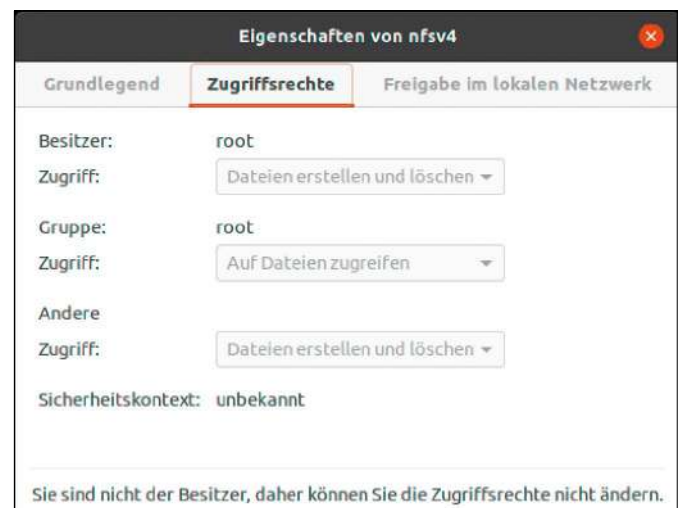 Eigenschaften von nfsv4
Grundlegend Zugriffsrechte Freigabe im lokalen Netzwerk
Besitzer: root
Zugriff: Dateien erstellen und löschen
Gruppe: root
Zugriff: Auf Dateien zugreifen
Andere
Zugriff: Dateien erstellen und löschen
Sicherheitskontext: unbekannt
Sie sind nicht der Besitzer, daher können Sie die Zugriffsrechte nicht ändern.